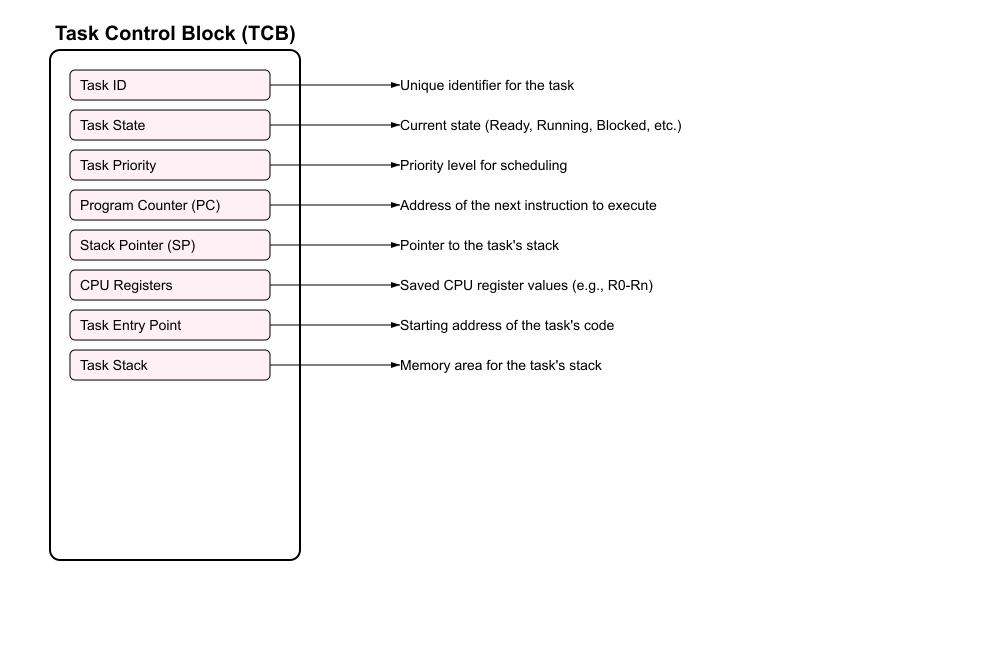 Task Control Block (TCB)
Task ID
Unique identifier for the task
Task State
Current state (Ready, Running, Blocked, etc.)
Task Priority
Priority level for scheduling
Program Counter (PC)
Address of the next instruction to execute
Stack Pointer (SP)
Pointer to the task's stack
CPU Registers
Saved CPU register values (e.g., R0-Rn)
Task Entry Point
Starting address of the task's code
Task Stack
Memory area for the task's stack